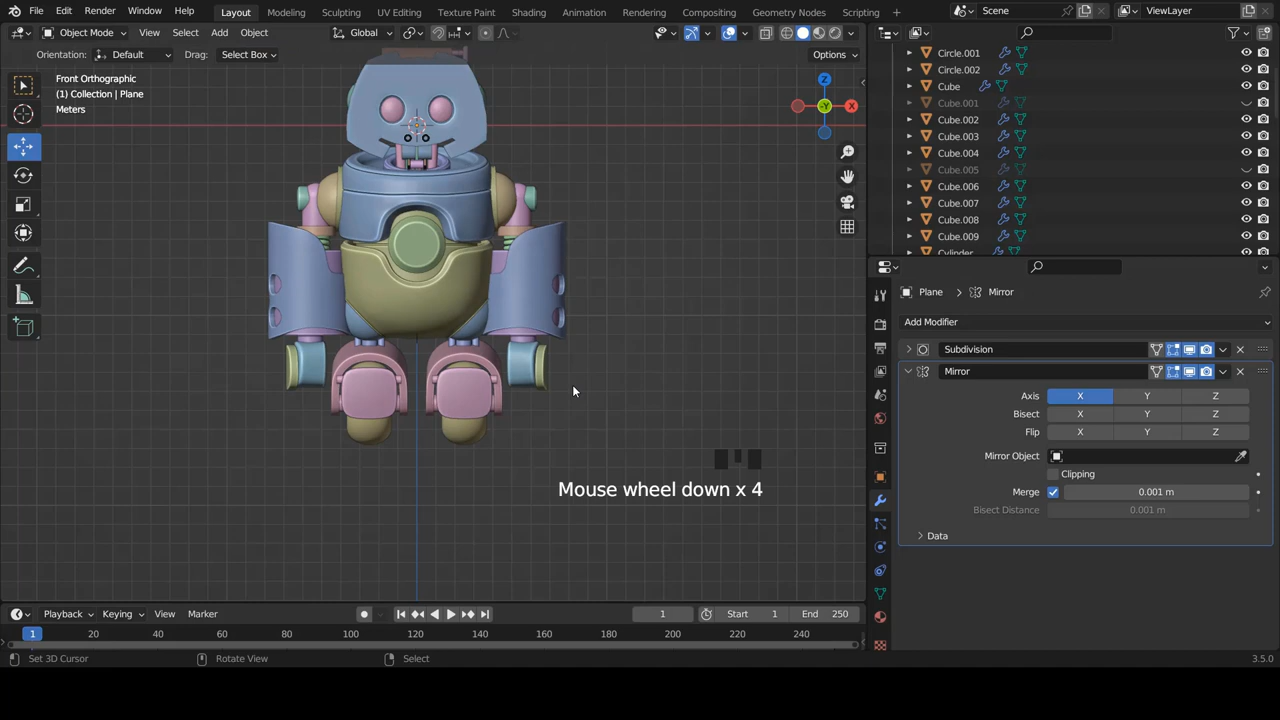 File Edit Render Window Help Layout Modeling Sculpting UV Editing Texture Paint Shading Animation Rendering Compositing Geometry Nodes Scripting + Scene ViewLayer
Object Mode View Select Add Object Global
Orientation: Default Drag: Select Box Options
Front Orthographic
(1) Collection | Plane
Meters
Z
-Y
X
Circle.001
Circle.002
Cube
Cube.001
Cube.002
Cube.003
Cube.004
Cube.005
Cube.006
Cube.007
Cube.008
Cube.009
Cylinder
Plane > Mirror
Add Modifier
Subdivision
Mirror
Axis X Y Z
Bisect X Y Z
Flip X Y Z
Mirror Object
Clipping
Merge 0.001 m
Bisect Distance 0.001 m
Data
Mouse wheel down x 4
Playback Keying View Marker 1 Start 1 End 250
1 20 40 60 80 100 120 140 160 180 200 220 240
Set 3D Cursor Rotate View Select 3.5.0